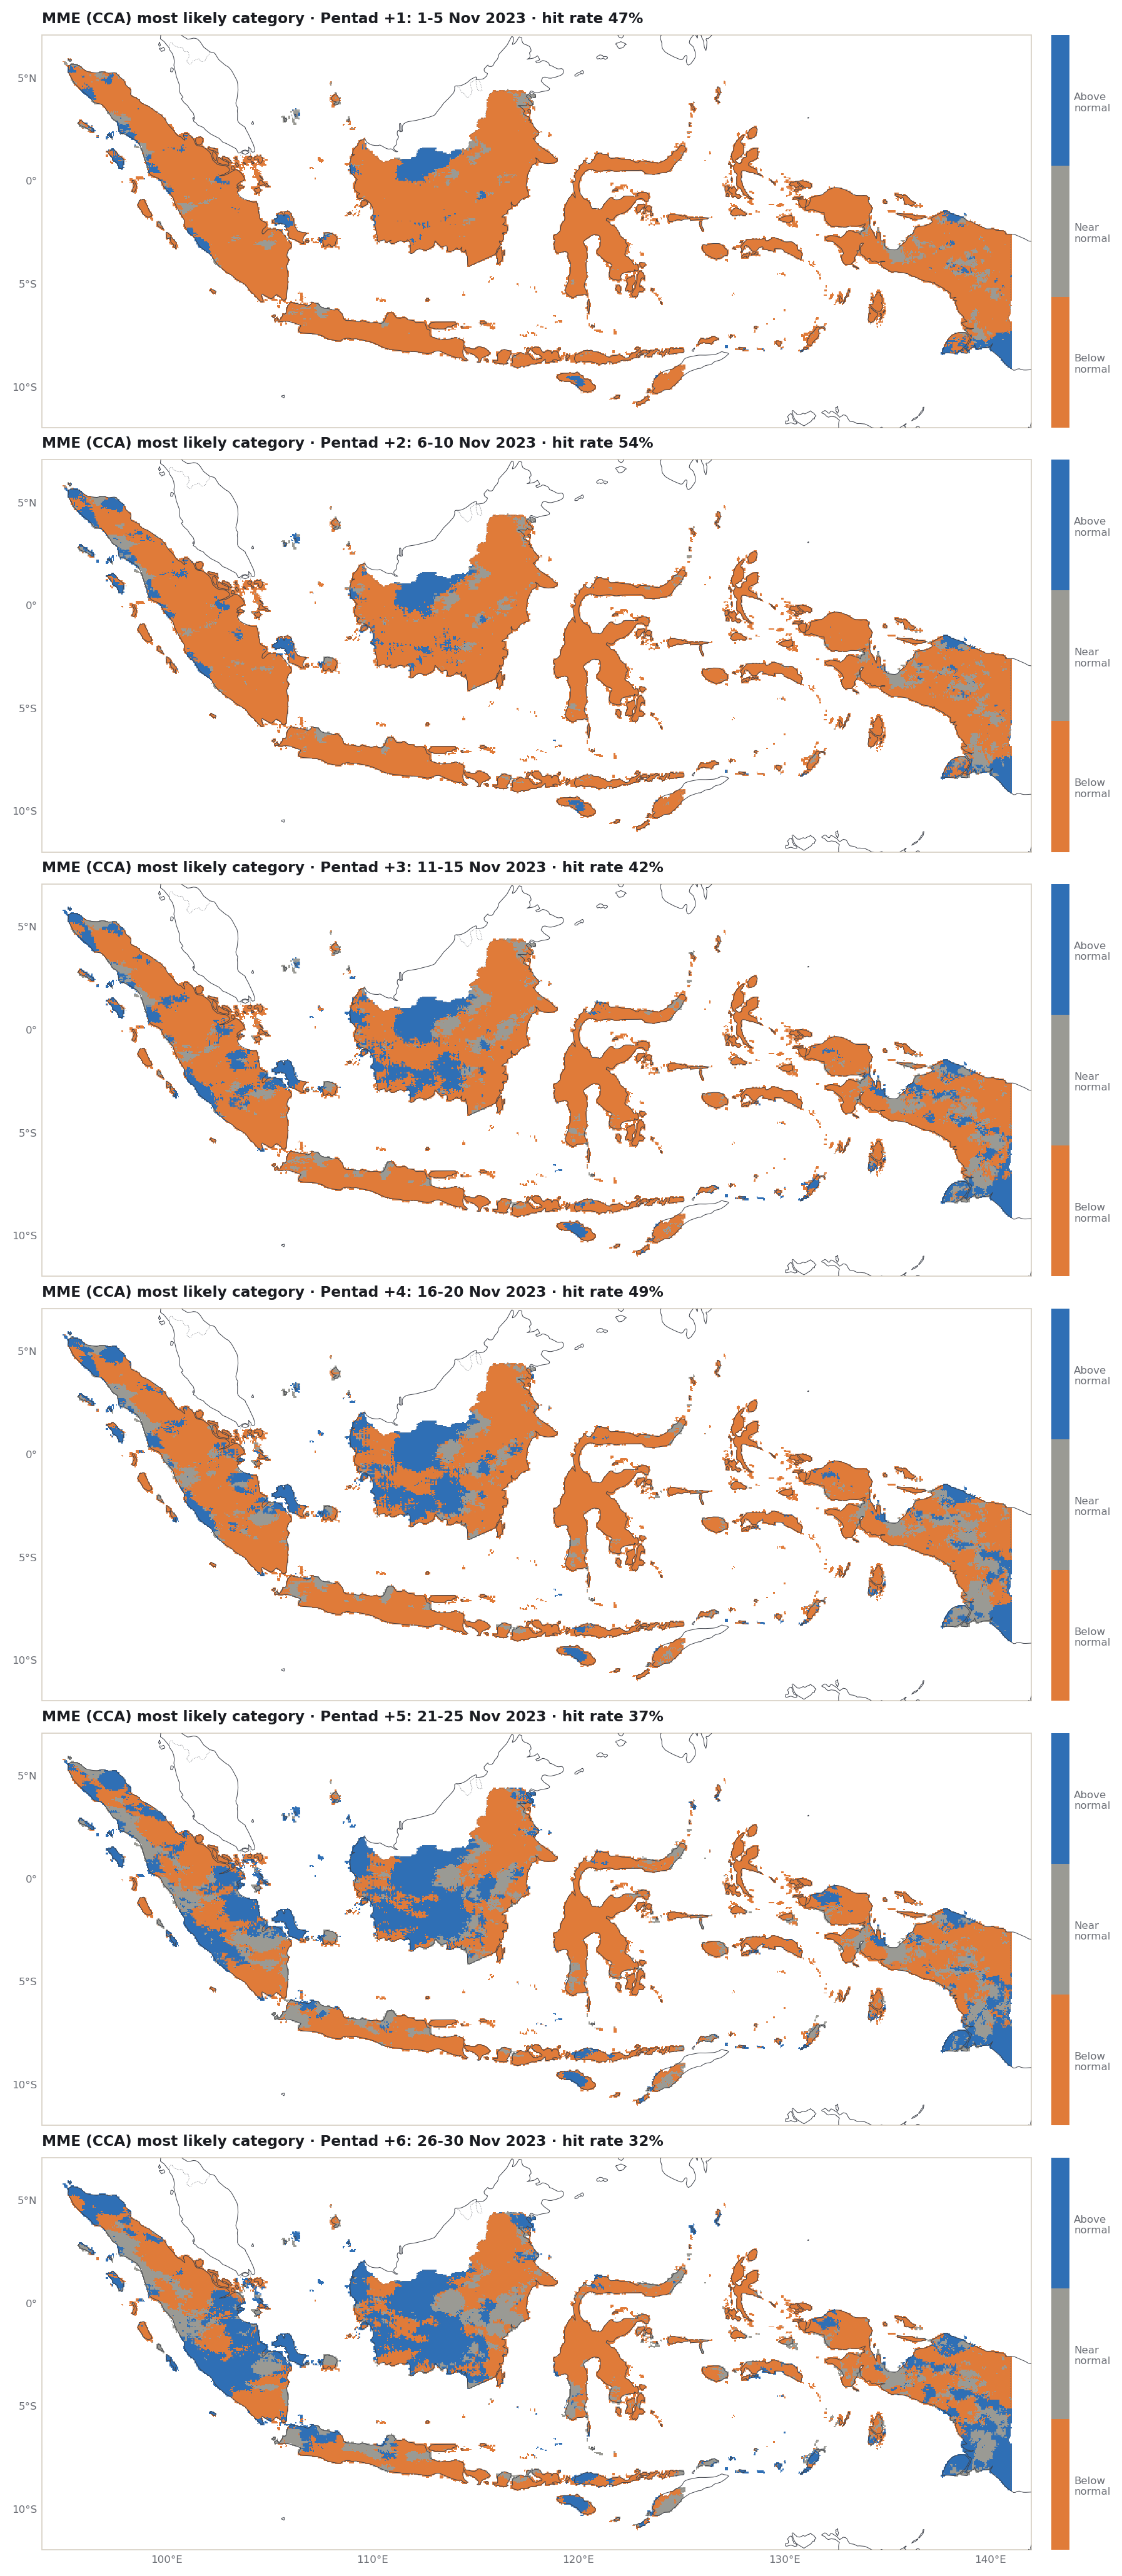 MME (CCA) most likely category · Pentad +1: 1-5 Nov 2023 · hit rate 47%
5°N
0°
5°S
10°S
Above
normal
Near
normal
Below
normal
MME (CCA) most likely category · Pentad +2: 6-10 Nov 2023 · hit rate 54%
5°N
0°
5°S
10°S
Above
normal
Near
normal
Below
normal
MME (CCA) most likely category · Pentad +3: 11-15 Nov 2023 · hit rate 42%
5°N
0°
5°S
10°S
Above
normal
Near
normal
Below
normal
MME (CCA) most likely category · Pentad +4: 16-20 Nov 2023 · hit rate 49%
5°N
0°
5°S
10°S
Above
normal
Near
normal
Below
normal
MME (CCA) most likely category · Pentad +5: 21-25 Nov 2023 · hit rate 37%
5°N
0°
5°S
10°S
Above
normal
Near
normal
Below
normal
MME (CCA) most likely category · Pentad +6: 26-30 Nov 2023 · hit rate 32%
5°N
0°
5°S
10°S
Above
normal
Near
normal
Below
normal
100°E 110°E 120°E 130°E 140°E